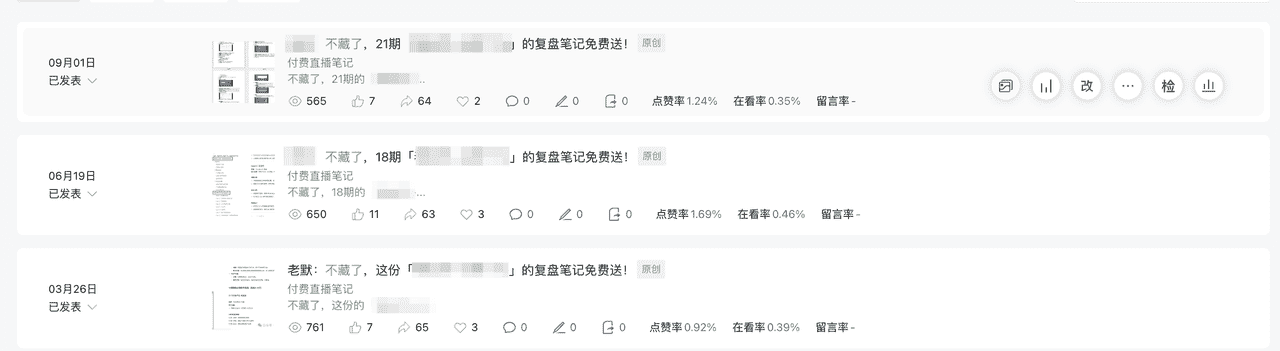 09月01日
已发表
不藏了，21期 」的复盘笔记免费送！ 原创
付费直播笔记
不藏了，21期的 ..
565 7 64 2 0 0 0 点赞率 1.24% 在看率 0.35% 留言率 -
改 ··· 检
06月19日
已发表
不藏了，18期「 」的复盘笔记免费送！ 原创
付费直播笔记
不藏了，18期的 ...
650 11 63 3 0 0 0 点赞率 1.69% 在看率 0.46% 留言率 -
03月26日
已发表
老默：不藏了，这份「 」的复盘笔记免费送！ 原创
付费直播笔记
不藏了，这份的
761 7 65 3 0 0 0 点赞率 0.92% 在看率 0.39% 留言率 -